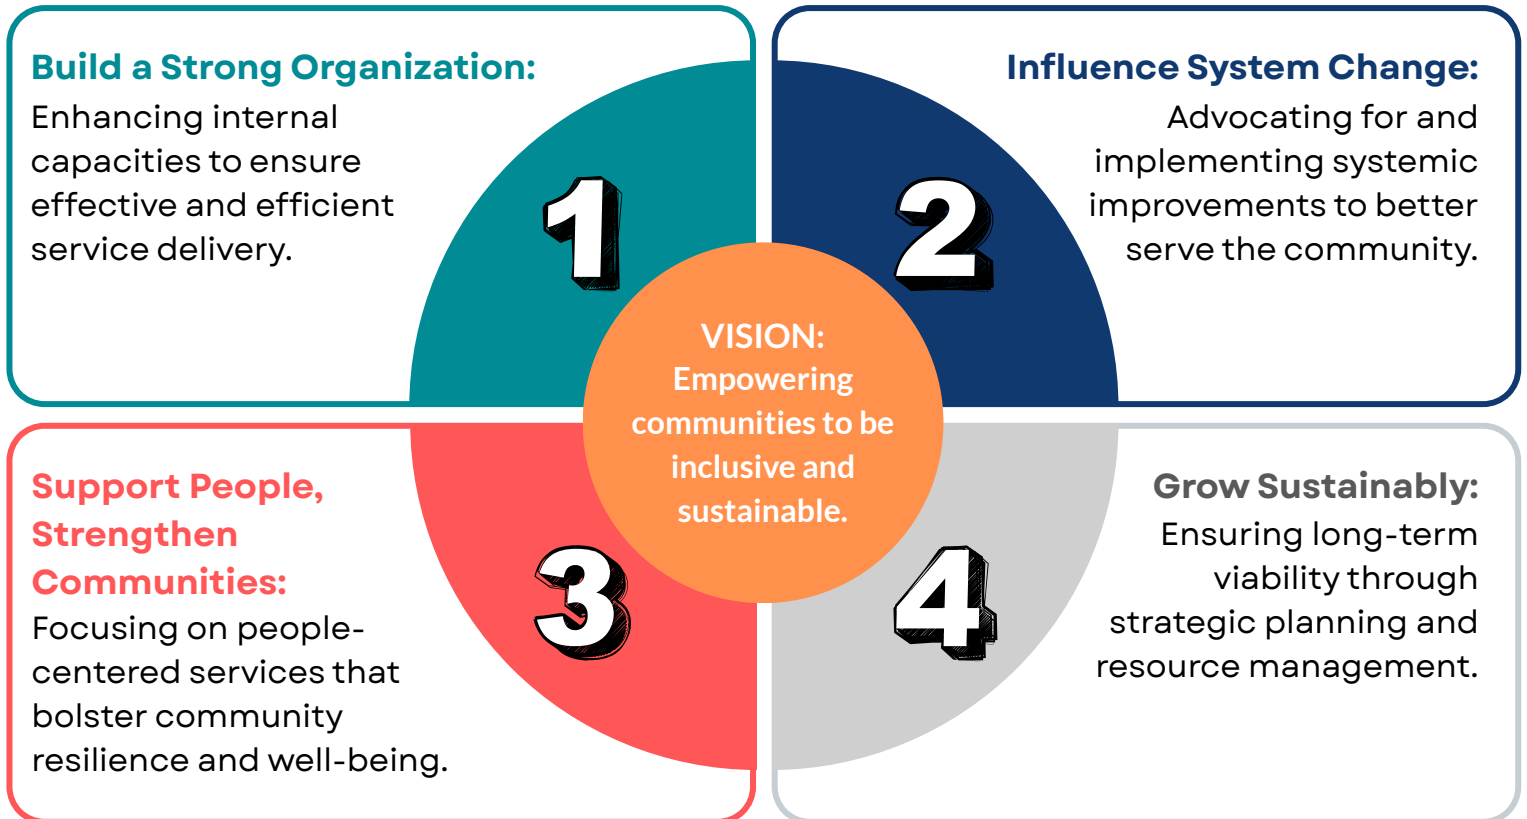 Build a Strong Organization:
Enhancing internal
capacities to ensure
effective and efficient
service delivery.
1
Influence System Change:
Advocating for and
implementing systemic
improvements to better
serve the community.
2
VISION:
Empowering
communities to be
inclusive and
sustainable.
Support People,
Strengthen
Communities:
Focusing on people-
centered services that
bolster community
resilience and well-being.
3
Grow Sustainably:
Ensuring long-term
viability through
strategic planning and
resource management.
4